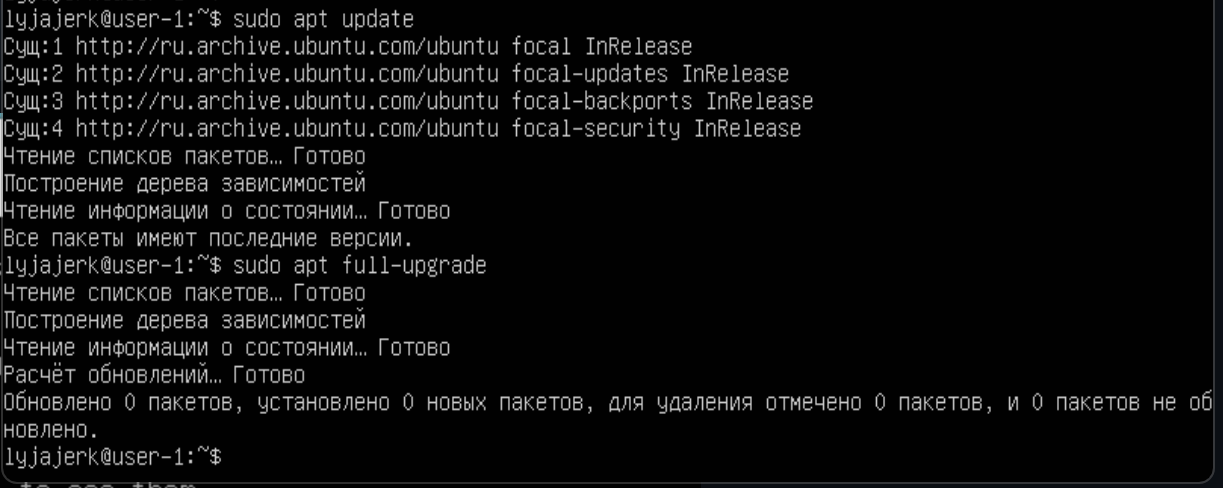 lyjajerk@user-1:~$ sudo apt update
Сущ:1 http://ru.archive.ubuntu.com/ubuntu focal InRelease
Сущ:2 http://ru.archive.ubuntu.com/ubuntu focal-updates InRelease
Сущ:3 http://ru.archive.ubuntu.com/ubuntu focal-backports InRelease
Сущ:4 http://ru.archive.ubuntu.com/ubuntu focal-security InRelease
Чтение списков пакетов… Готово
Построение дерева зависимостей
Чтение информации о состоянии… Готово
Все пакеты имеют последние версии.
lyjajerk@user-1:~$ sudo apt full-upgrade
Чтение списков пакетов… Готово
Построение дерева зависимостей
Чтение информации о состоянии… Готово
Расчёт обновлений… Готово
Обновлено 0 пакетов, установлено 0 новых пакетов, для удаления отмечено 0 пакетов, и 0 пакетов не об
новлено.
lyjajerk@user-1:~$
to see them